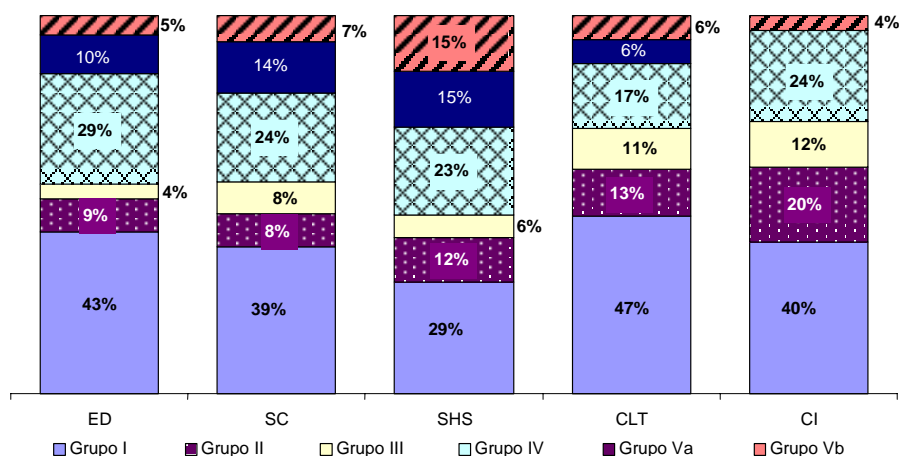 5% 7% 15% 6% 4%
10% 14% 15% 6% 24%
29% 24% 23% 17% 12%
4% 8% 6% 11% 20%
9% 8% 12% 13%
43% 39% 29% 47% 40%
ED SC SHS CLT CI
Grupo I Grupo II Grupo III Grupo IV Grupo Va Grupo Vb